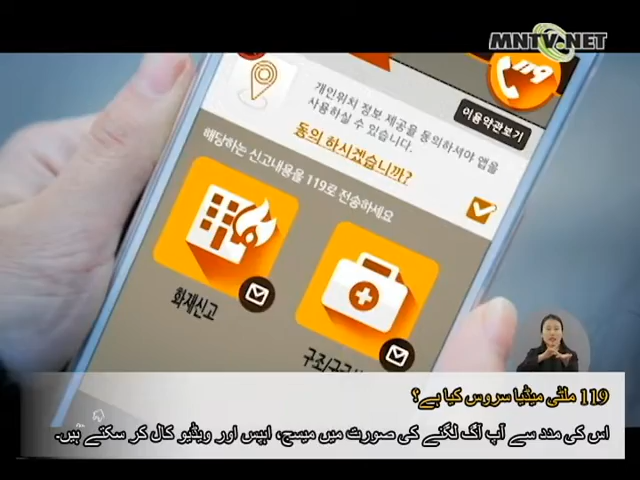 MNTV.NET
119
개인위치 정보 제공을 동의하셔야 앱을
사용하실 수 있습니다.
이용약관보기
동의 하시겠습니까?
해당하는 신고내용을 119로 전송하세요
화재신고
119 ملٹی میڈیا سروس کیا ہے؟
اس کی مدد سے آپ آگ لگنے کی صورت میں میسج، ایپس اور ویڈیو کال کر سکتے ہیں۔